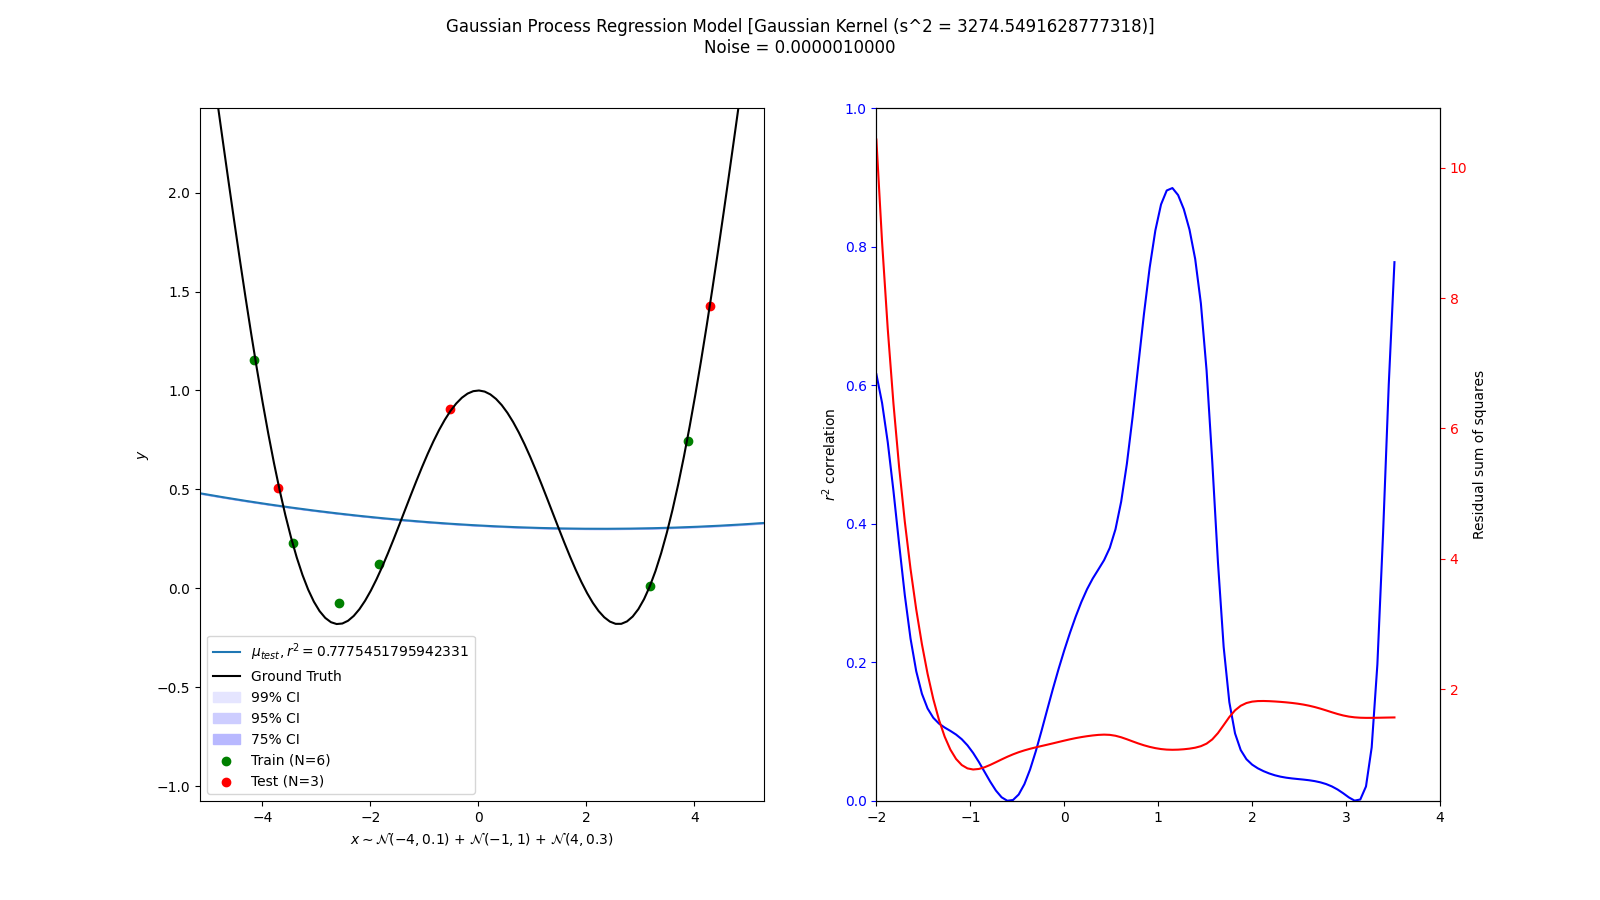 Gaussian Process Regression Model [Gaussian Kernel (s^2 = 3274.5491628777318)]
Noise = 0.0000010000
2.0
1.5
1.0
0.5
0.0
−0.5
−1.0
y
−4
−2
0
2
4
x ∼ 𝒩(−4, 0.1) + 𝒩(−1, 1) + 𝒩(4, 0.3)
μ_test, r² = 0.7775451795942331
Ground Truth
99% CI
95% CI
75% CI
Train (N=6)
Test (N=3)
1.0
0.8
0.6
0.4
0.2
0.0
r² correlation
−2
−1
0
1
2
3
4
10
8
6
4
2
Residual sum of squares